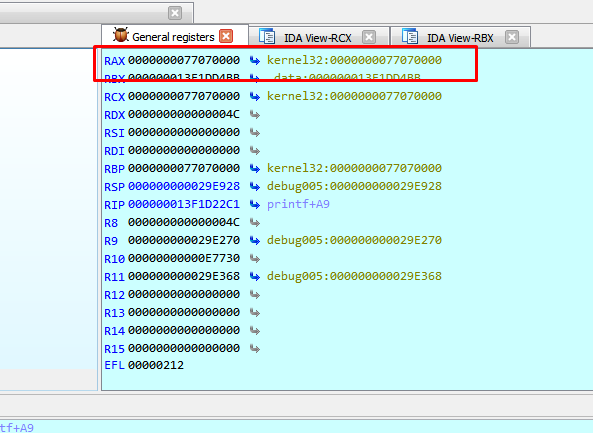 General registers
IDA View-RCX
IDA View-RBX
RAX 0000000077070000 kernel32:0000000077070000
RBX 000000013F1DD4BB .data:000000013F1DD4BB
RCX 0000000077070000 kernel32:0000000077070000
RDX 000000000000004C
RSI 0000000000000000
RDI 0000000000000000
RBP 0000000077070000 kernel32:0000000077070000
RSP 000000000029E928 debug005:000000000029E928
RIP 000000013F1D22C1 printf+A9
R8 000000000000004C
R9 000000000029E270 debug005:000000000029E270
R10 00000000000E7730
R11 000000000029E368 debug005:000000000029E368
R12 0000000000000000
R13 0000000000000000
R14 0000000000000000
R15 0000000000000000
EFL 00000212
tf+A9